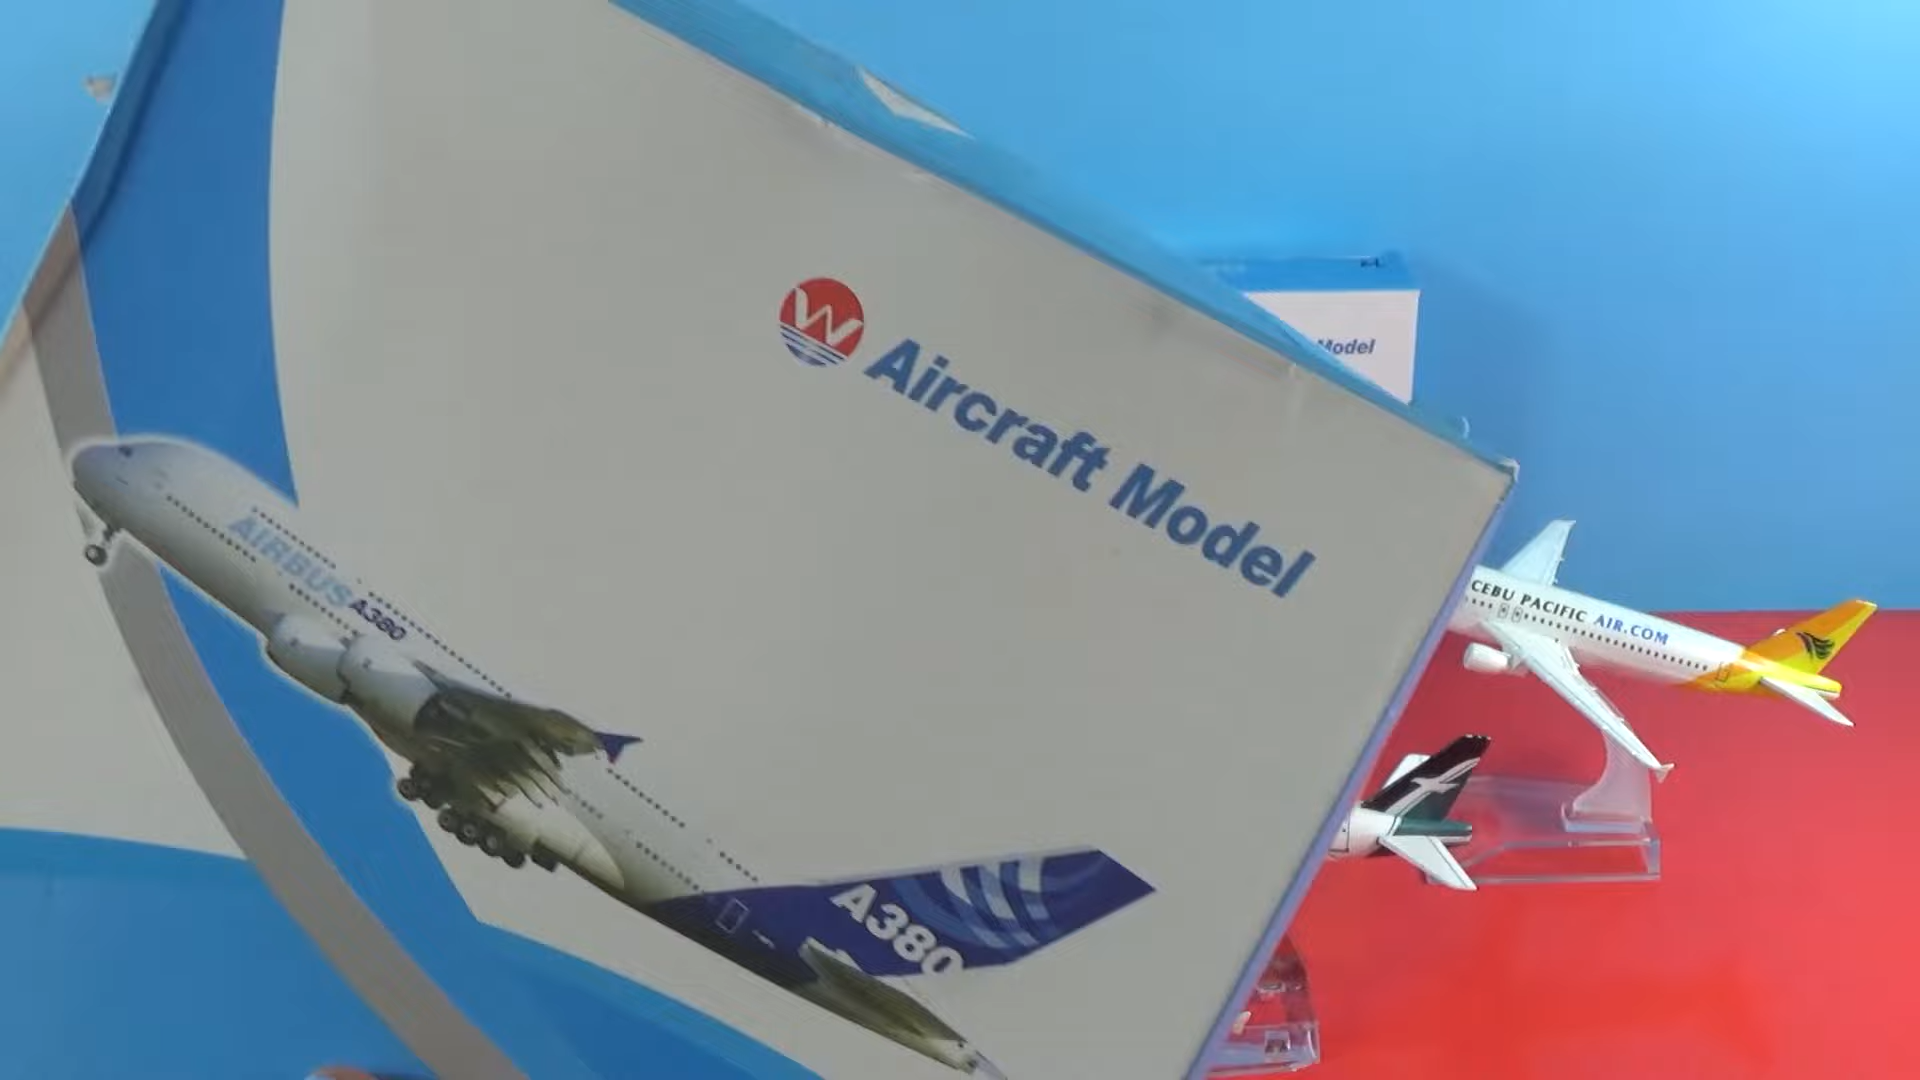 W
Aircraft Model
Model
AIRBUS A380
A380
CEBU PACIFIC AIR.COM